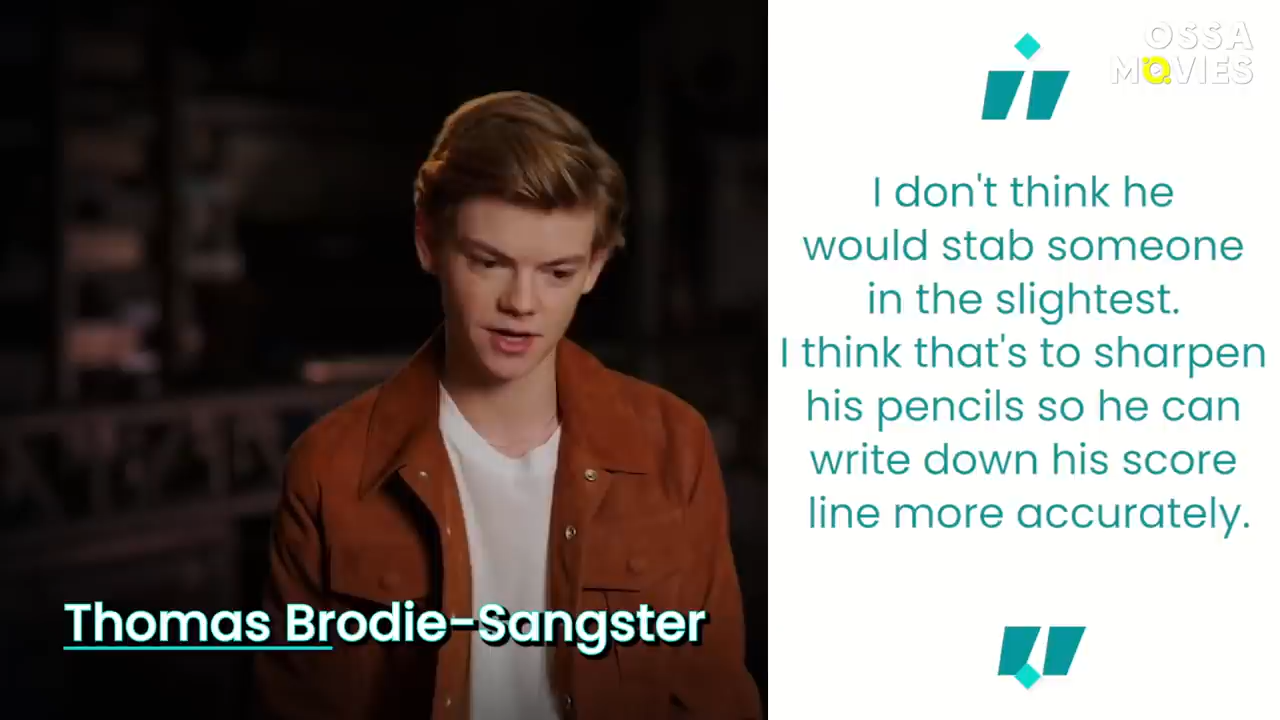 OSSA
MOVIES
I don't think he
would stab someone
in the slightest.
I think that's to sharpen
his pencils so he can
write down his score
line more accurately.
Thomas Brodie-Sangster